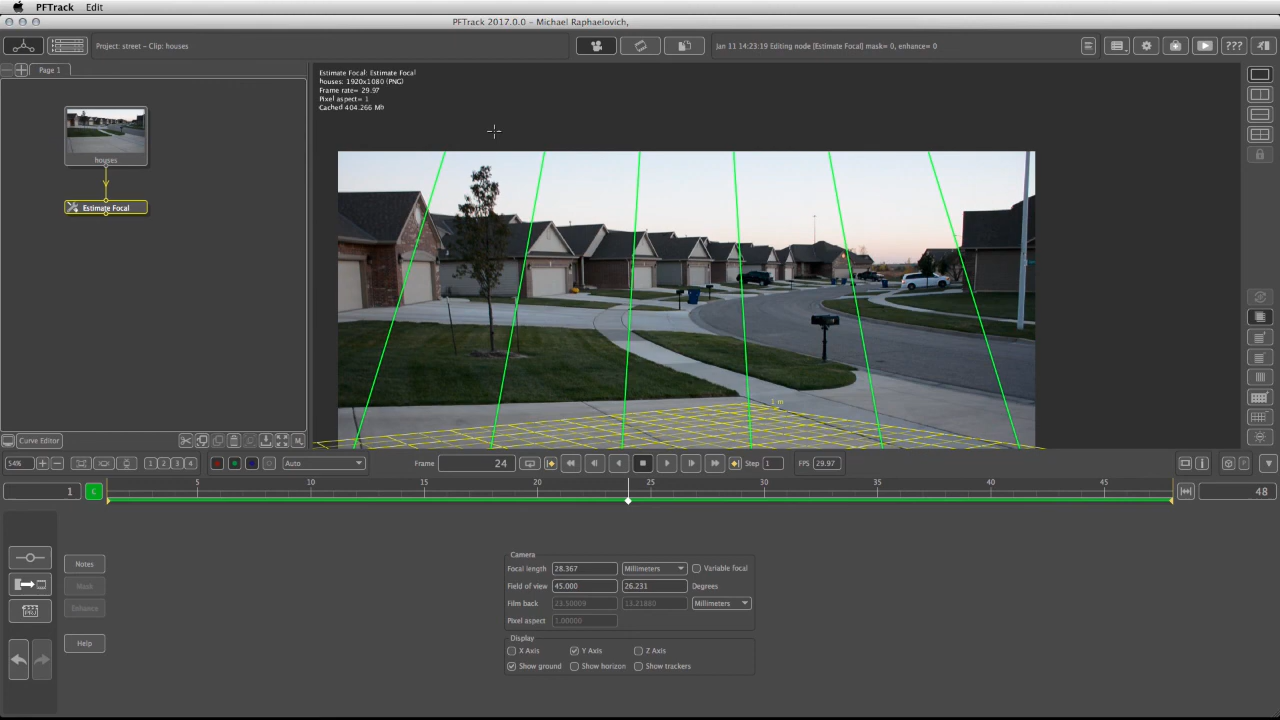 PFTrack Edit
PFTrack 2017.0.0 - Michael Raphaelovich,
Project: street - Clip: houses
Jan 11 14:23:19 Editing node [Estimate Focal] mask= 0, enhance= 0
???
Page 1
Estimate Focal: Estimate Focal
houses: 1920x1080 (PNG)
Frame rate= 29.97
Pixel aspect= 1
Cached 404.266 Mb
houses
Estimate Focal
1 m
Curve Editor
54%
1 2 3 4
Auto
Frame 24
Step 1
FPS 29.97
1
C
5 10 15 20 25 30 35 40 45
48
Notes
Mask
Enhance
Help
Camera
Focal length 28.367 Millimeters Variable focal
Field of view 45.000 26.231 Degrees
Film back 23.50009 13.21880 Millimeters
Pixel aspect 1.00000
Display
X Axis Y Axis Z Axis
Show ground Show horizon Show trackers